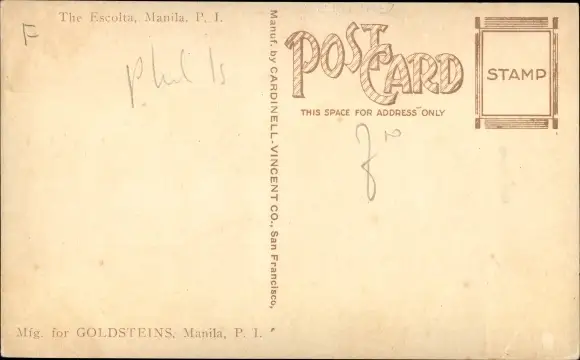 The Escolta, Manila. P. I.
F
Phil Is
Manuf. by CARDINELL-VINCENT CO., San Francisco,
POST CARD
THIS SPACE FOR ADDRESS ONLY
STAMP
Mfg. for GOLDSTEINS, Manila, P. I.